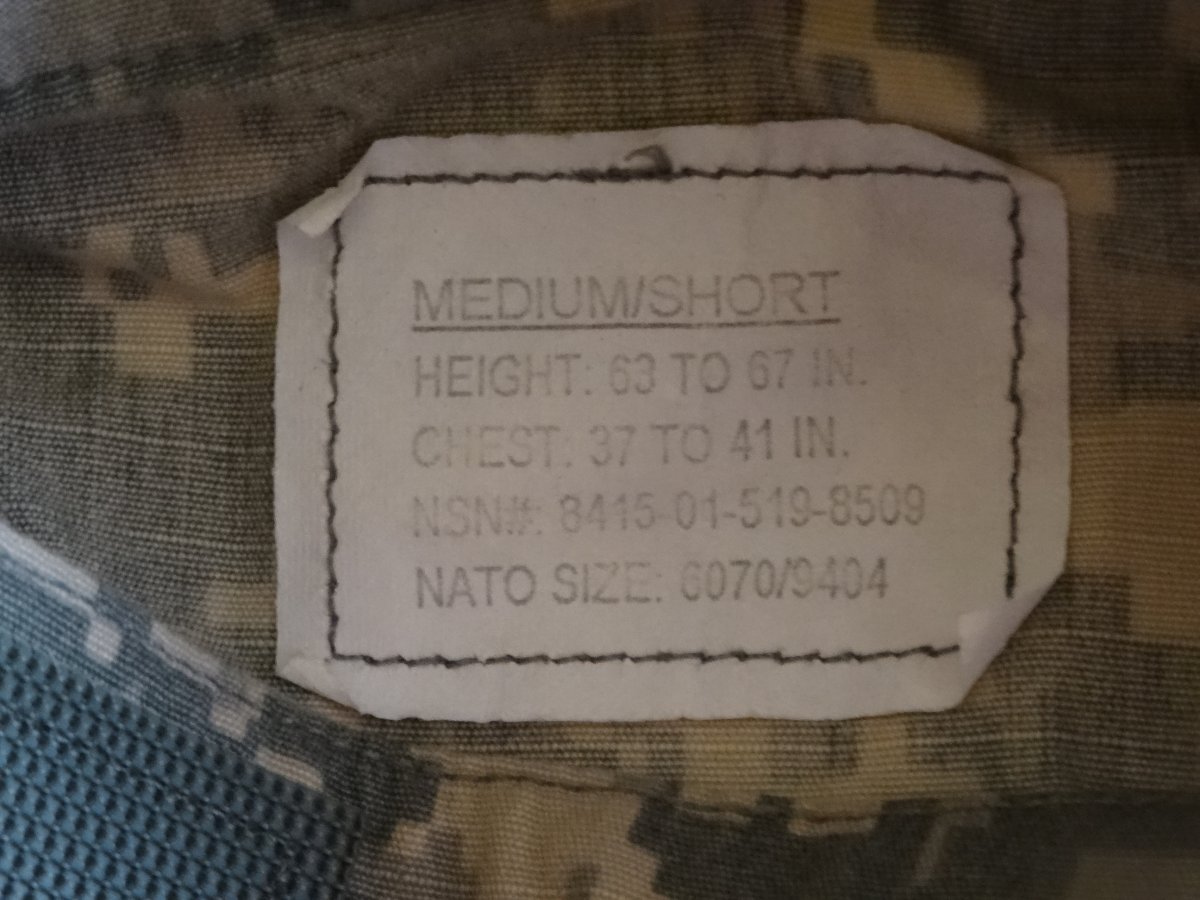 MEDIUM/SHORT
HEIGHT: 63 TO 67 IN.
CHEST: 37 TO 41 IN.
NSN#: 8415-01-519-8509
NATO SIZE: 6070/9404